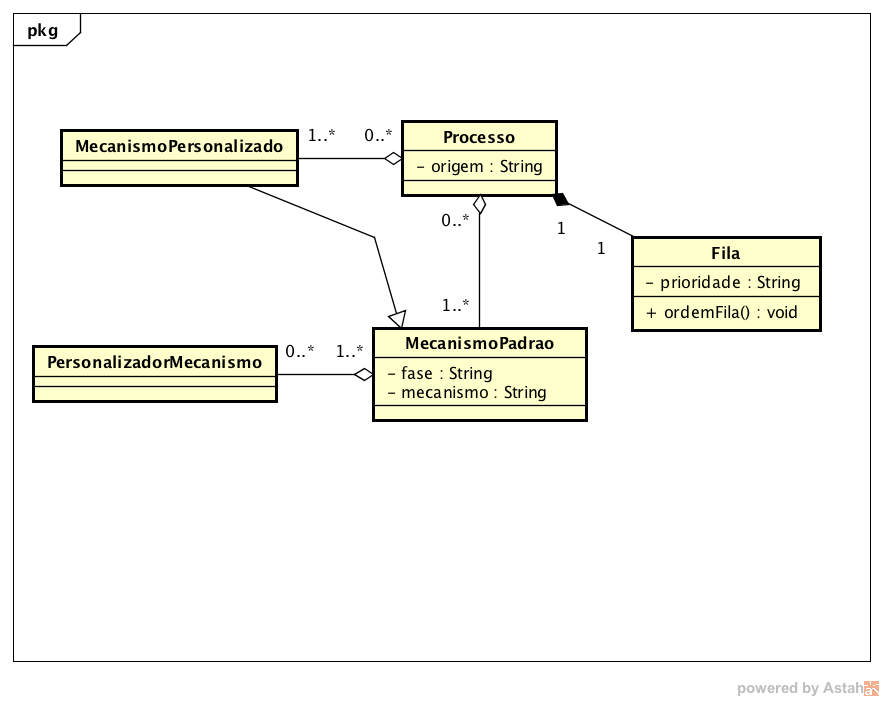 pkg
MecanismoPersonalizado
1..*
0..*
Processo
- origem : String
0..*
1
1
Fila
- prioridade : String
+ ordemFila() : void
1..*
MecanismoPadrao
- fase : String
- mecanismo : String
PersonalizadorMecanismo
0..*
1..*
powered by Astah